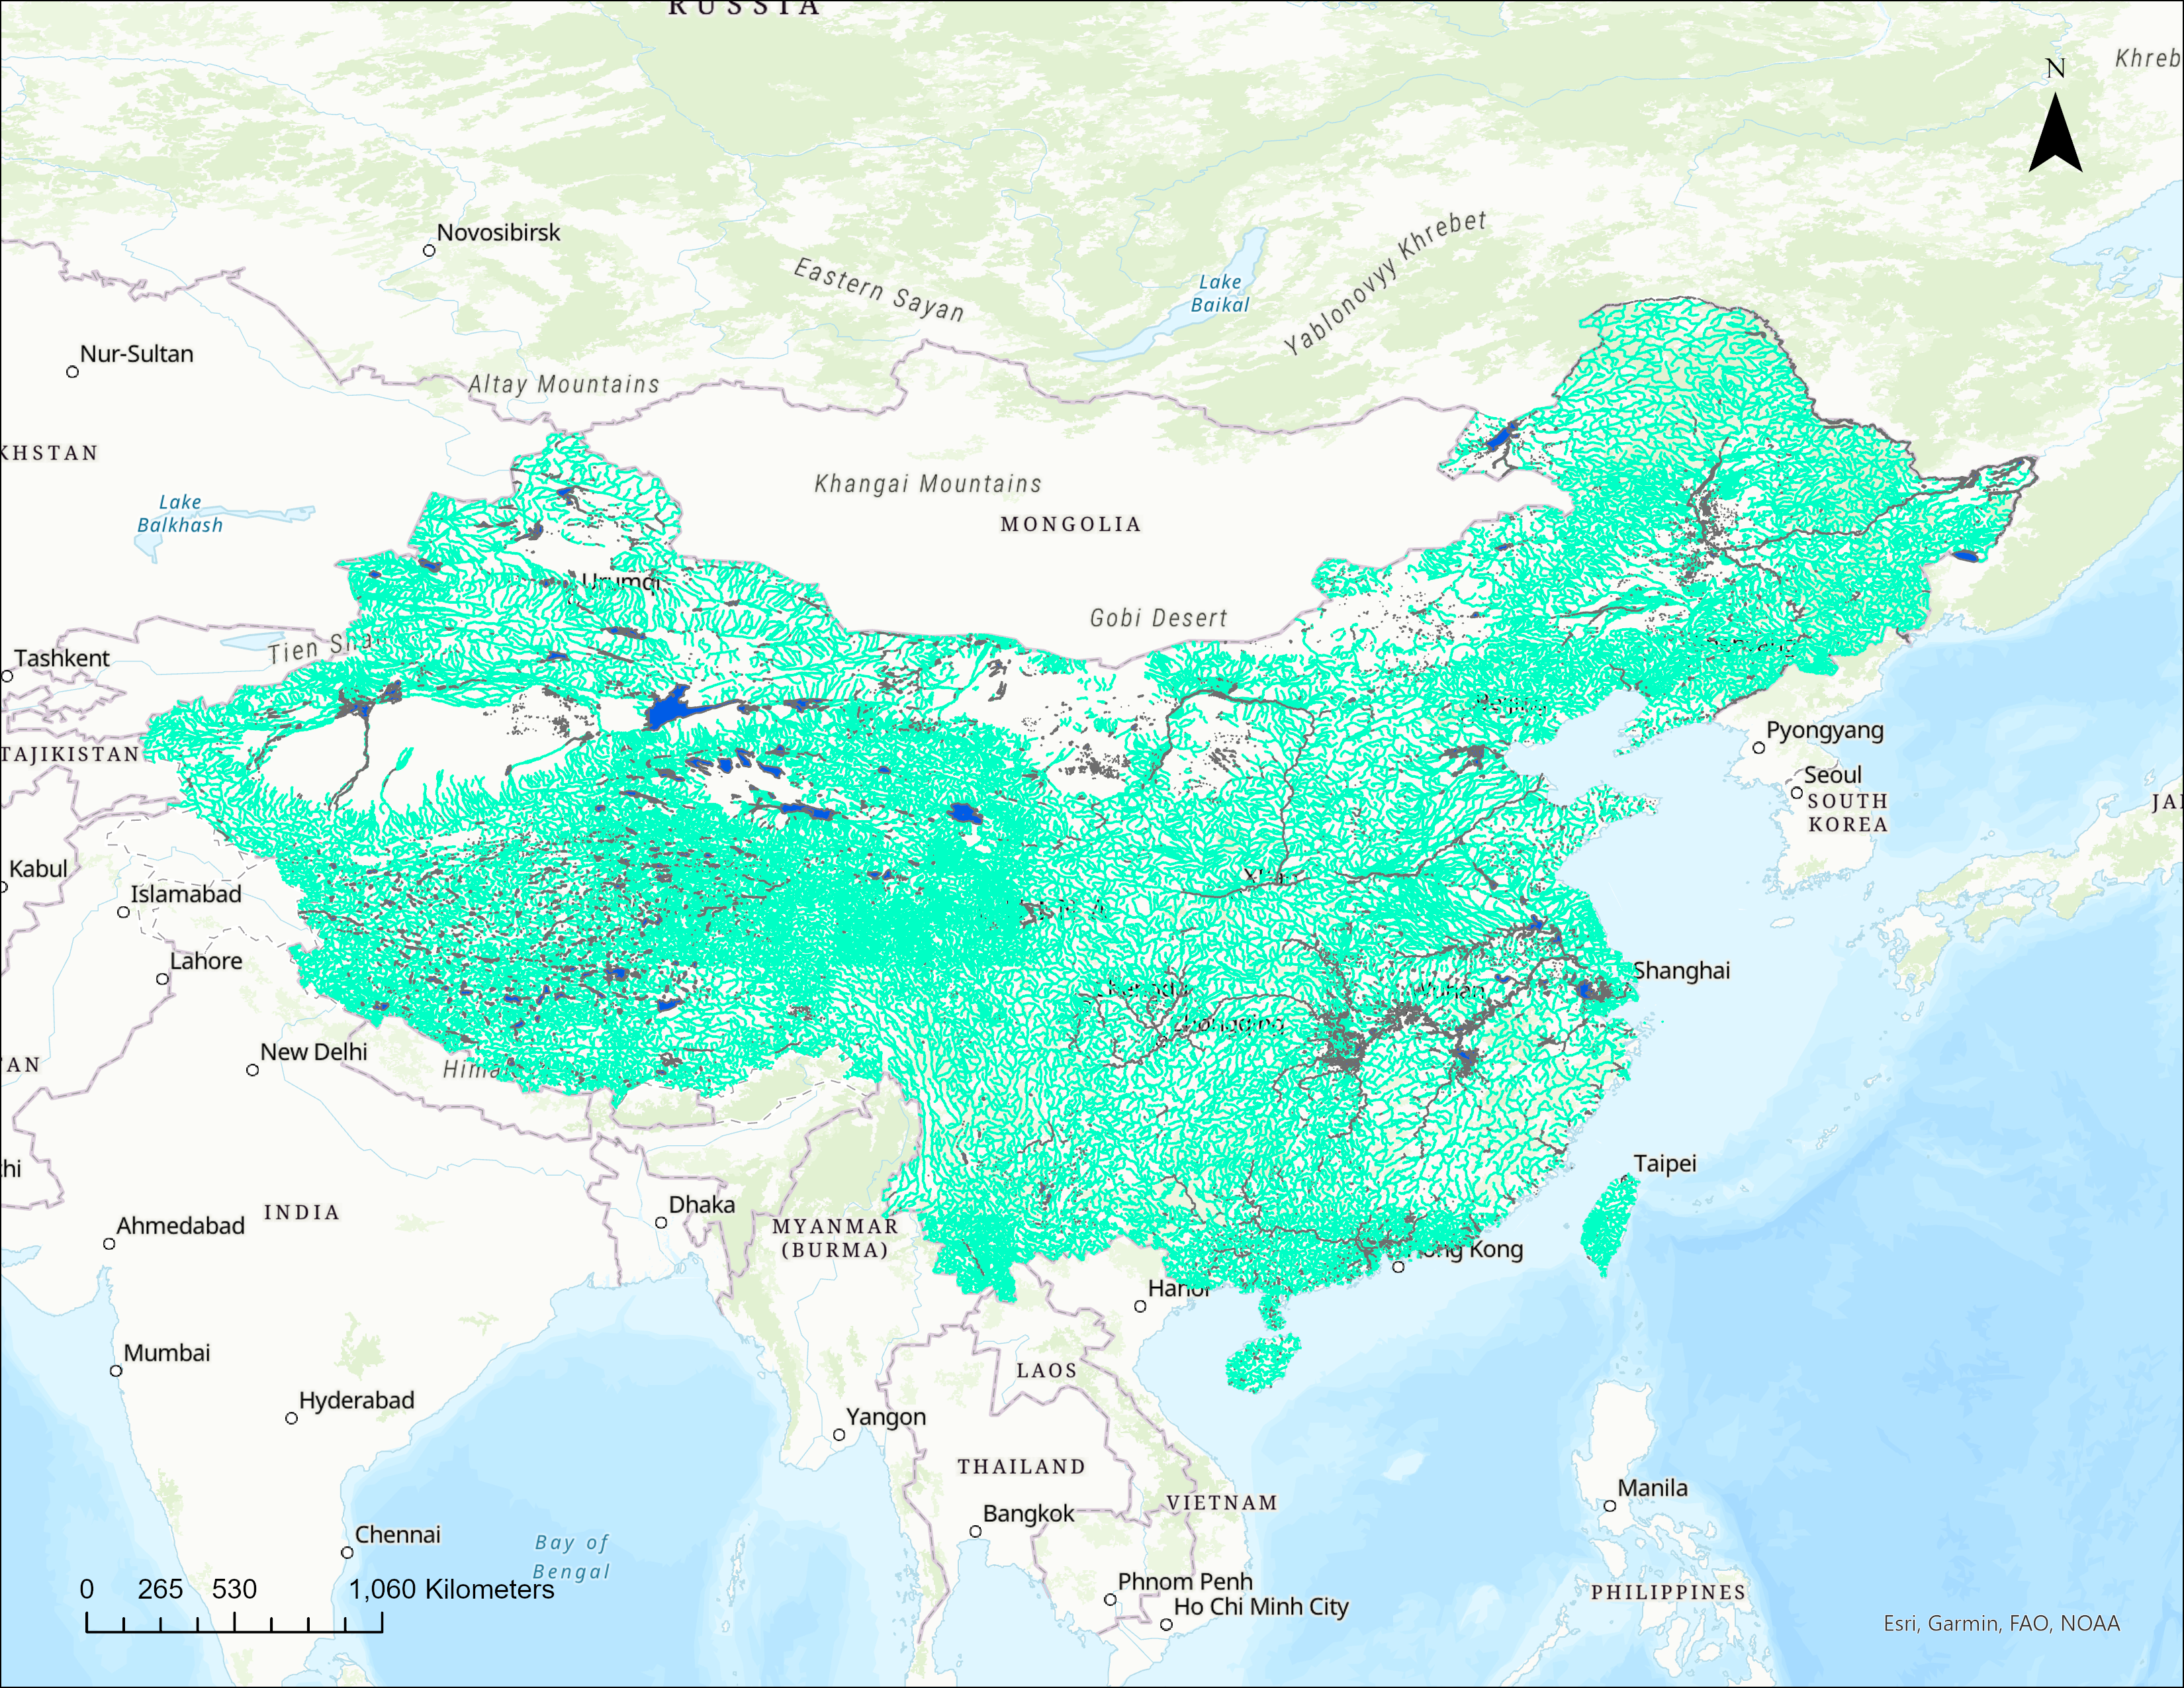 RUSSIA
Khreb
N
Novosibirsk
Eastern Sayan
Lake
Baikal
Yablonovyy Khrebet
Nur-Sultan
Altay Mountains
KHSTAN
Khangai Mountains
Lake
Balkhash
MONGOLIA
Urumqi
Gobi Desert
Tien Sha
Tashkent
Beijing
Pyongyang
TAJIKISTAN
Seoul
SOUTH
KOREA
JA
Kabul
Islamabad
Lahore
Shanghai
Wuhan
Chongqing
New Delhi
AN
Hima
Taipei
hi
Dhaka
INDIA
Ahmedabad
MYANMAR
(BURMA)
Hong Kong
Hanoi
Mumbai
LAOS
Hyderabad
Yangon
THAILAND
Manila
VIETNAM
Bangkok
Chennai
Bay of
Bengal
0 265 530 1,060 Kilometers
Phnom Penh
Ho Chi Minh City
PHILIPPINES
Esri, Garmin, FAO, NOAA